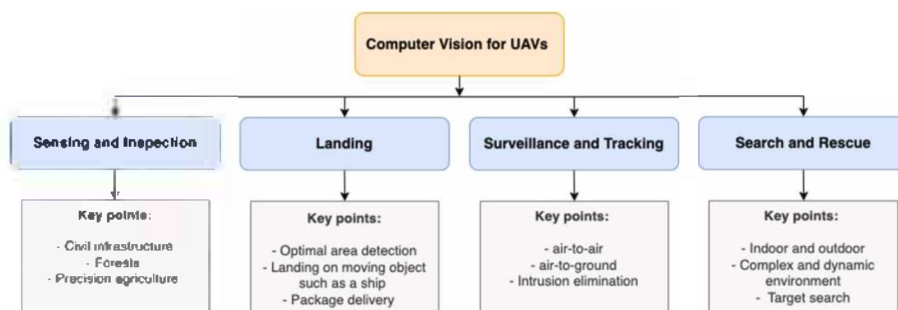 Computer Vision for UAVs
Sensing and Inspection
Landing
Surveillance and Tracking
Search and Rescue
Key points:
- Civil infrastructure
- Forests
- Precision agriculture
Key points:
- Optimal area detection
- Landing on moving object
such as a ship
- Package delivery
Key points:
- air-to-air
- air-to-ground
- Intrusion elimination
Key points:
- Indoor and outdoor
- Complex and dynamic
environment
- Target search